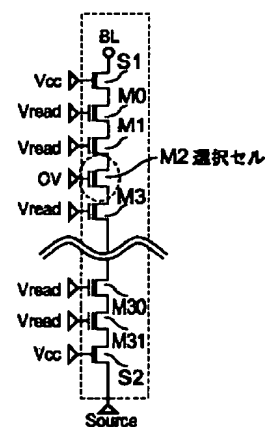 BL
S1
Vcc
M0
Vread
M1
Vread
0V
M2 選択セル
M3
Vread
Vread
M30
Vread
M31
Vcc
S2
Source